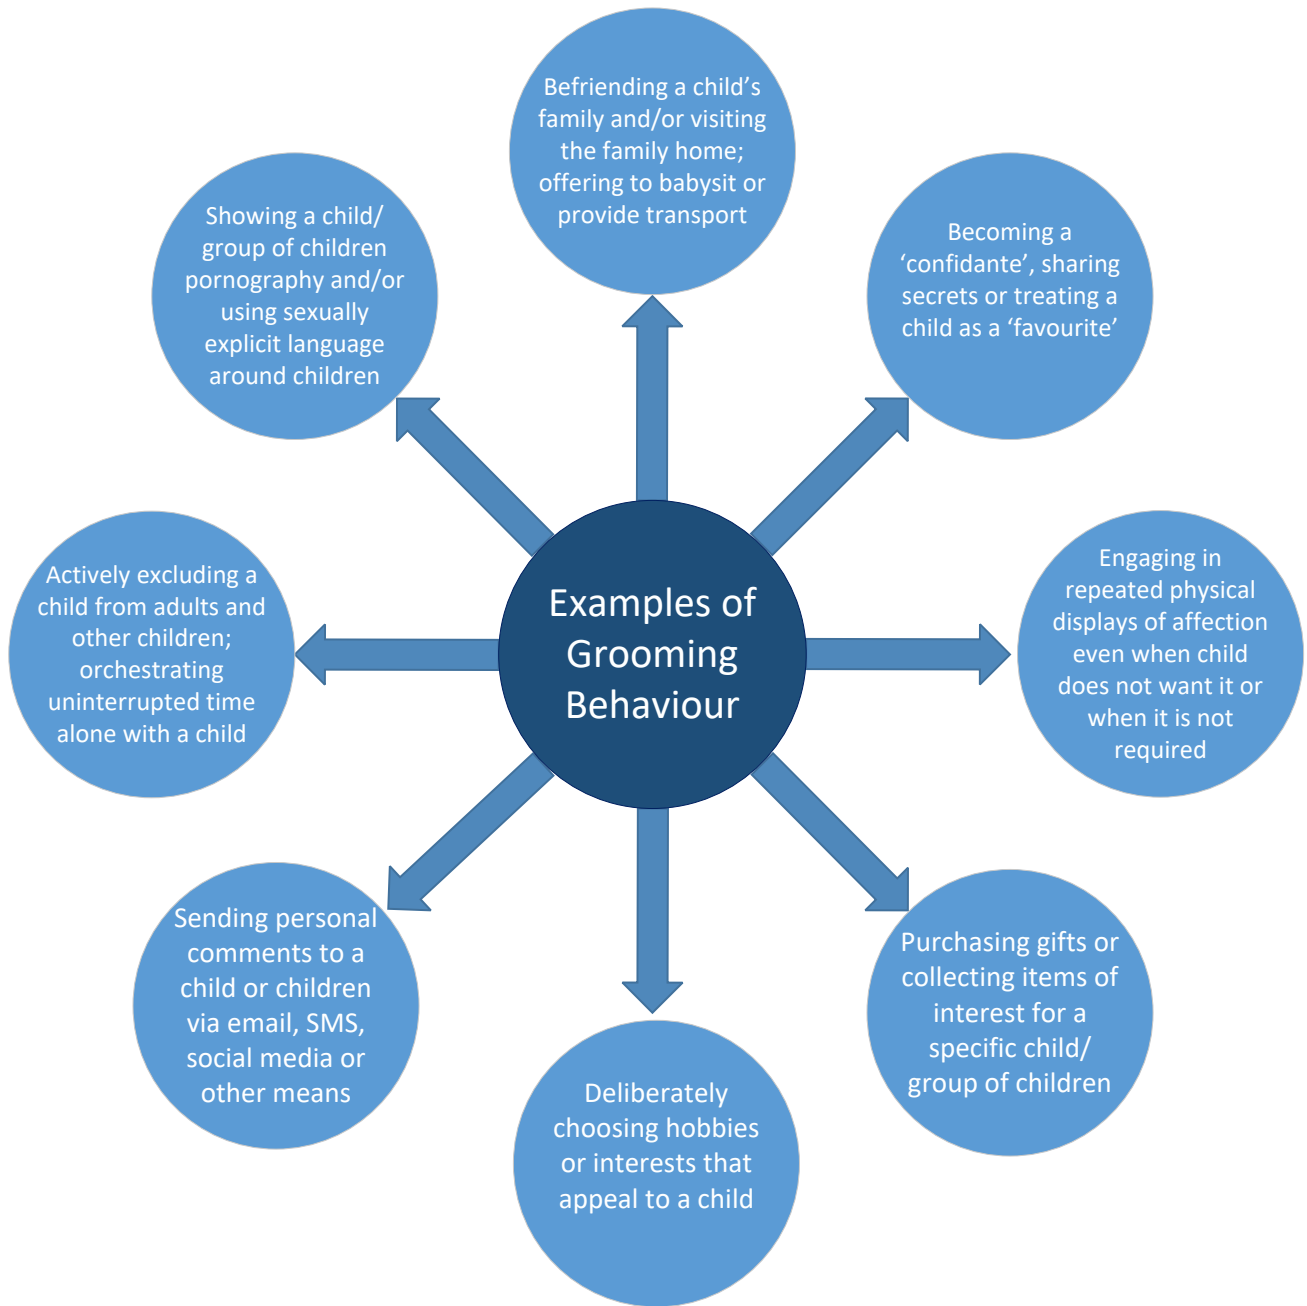 Examples of
Grooming
Behaviour
Befriending a child’s
family and/or visiting
the family home;
offering to babysit or
provide transport
Becoming a
‘confidante’, sharing
secrets or treating a
child as a ‘favourite’
Engaging in
repeated physical
displays of affection
even when child
does not want it or
when it is not
required
Purchasing gifts or
collecting items of
interest for a
specific child/
group of children
Deliberately
choosing hobbies
or interests that
appeal to a child
Sending personal
comments to a
child or children
via email, SMS,
social media or
other means
Actively excluding a
child from adults and
other children;
orchestrating
uninterrupted time
alone with a child
Showing a child/
group of children
pornography and/or
using sexually
explicit language
around children